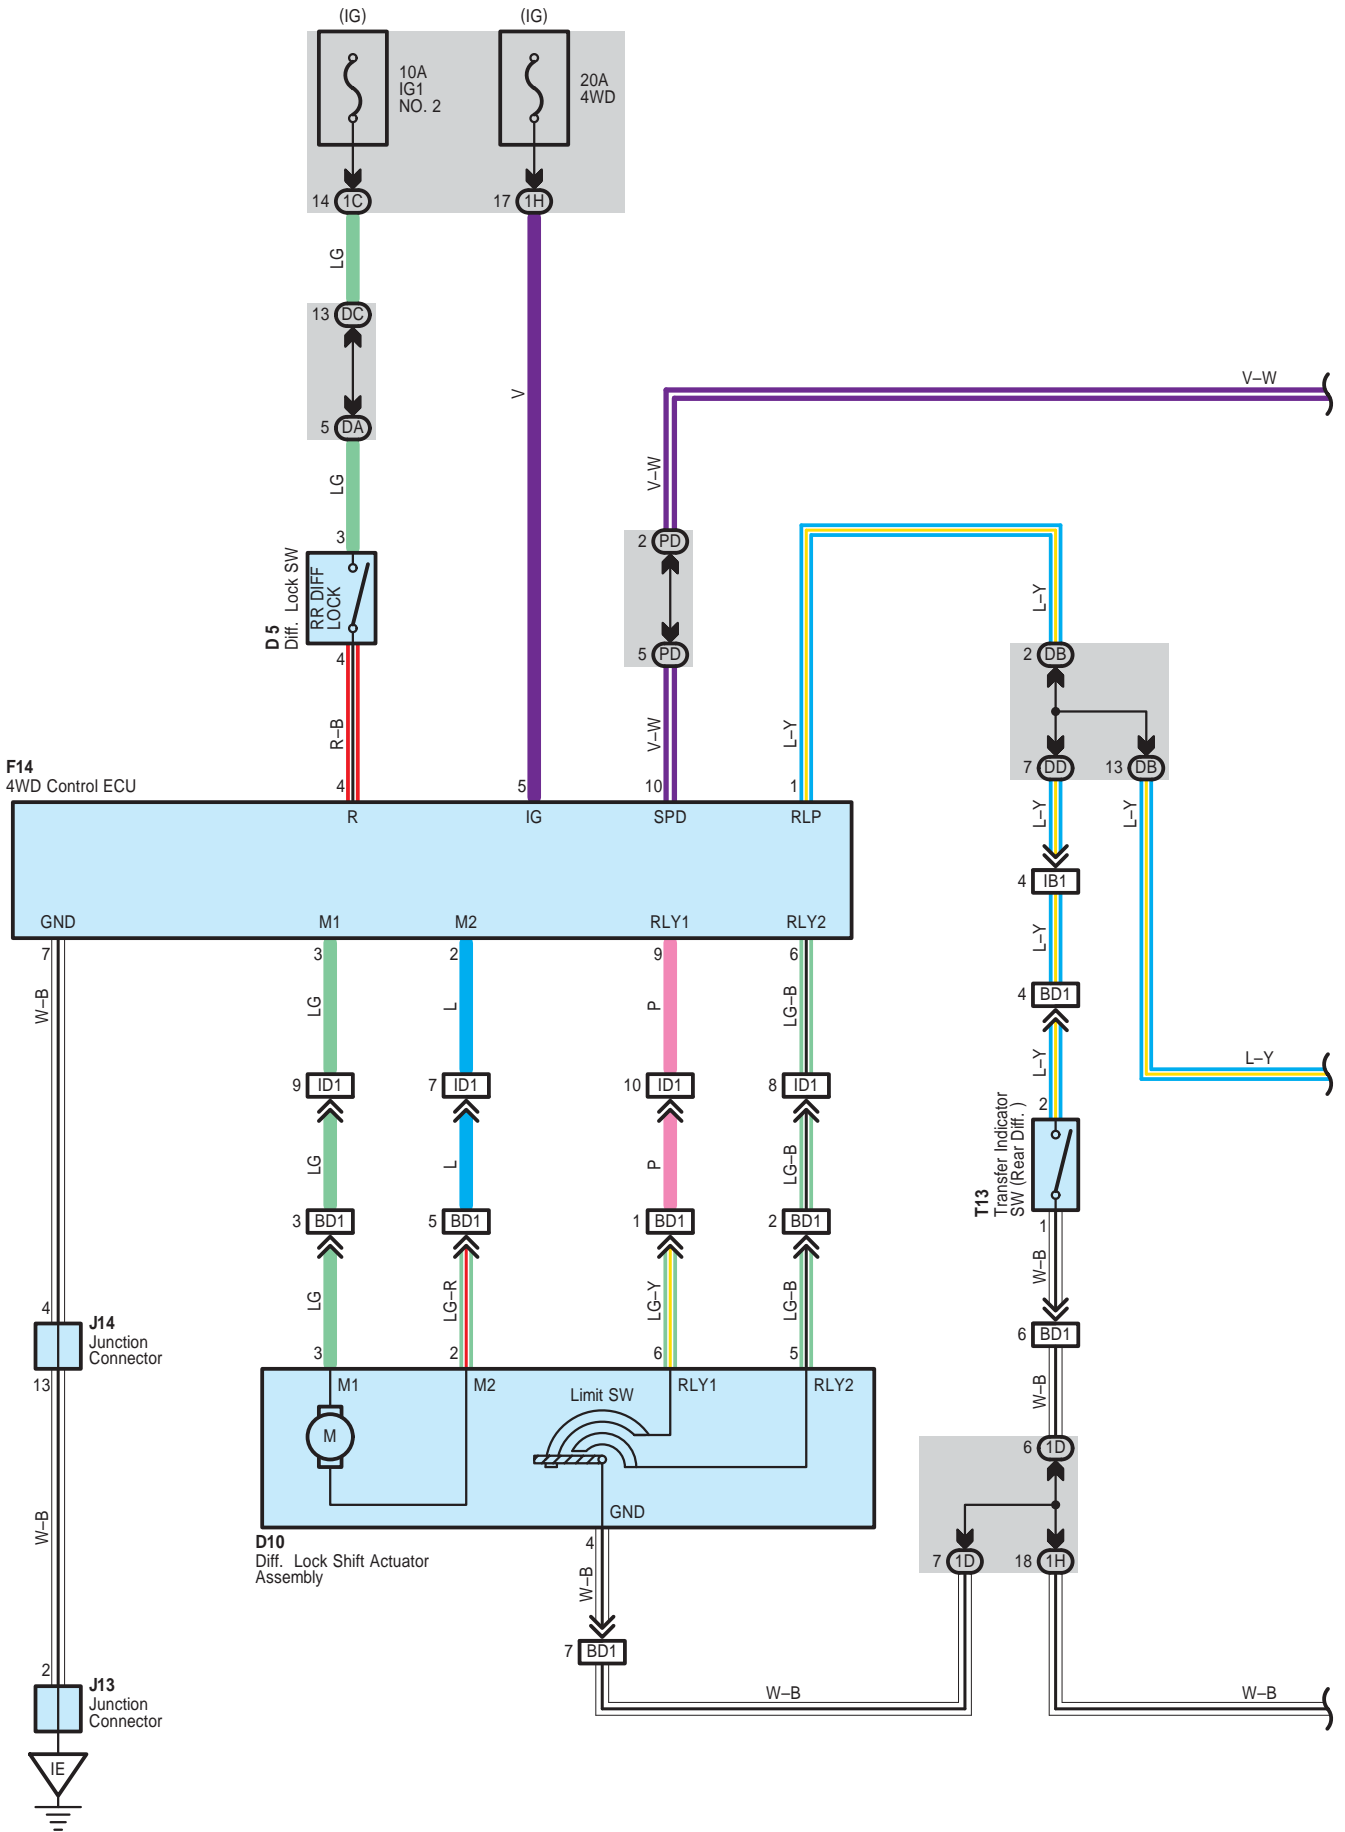 (IG)
(IG)
10A
IG1
NO. 2
20A
4WD
14 1C
17 1H
LG
13 DC
V
V–W
5 DA
LG
V–W
3
2 PD
D 5
Diff. Lock SW
RR DIFF
LOCK
L–Y
4
5 PD
2 DB
R–B
V–W
L–Y
F14
4WD Control ECU
7 DD
13 DB
4
5
10
1
R
IG
SPD
RLP
L–Y
L–Y
4 IB1
GND
M1
M2
RLY1
RLY2
7
3
2
9
6
L–Y
W–B
LG
L
P
LG–B
4 BD1
L–Y
L–Y
9 ID1
7 ID1
10 ID1
8 ID1
2
T13
Transfer Indicator
SW (Rear Diff. )
LG
L
P
LG–B
3 BD1
5 BD1
1 BD1
2 BD1
1
W–B
LG
LG–R
LG–Y
LG–B
4
J14
Junction
Connector
6 BD1
3
2
6
5
13
M1
M2
RLY1
RLY2
Limit SW
W–B
M
6 1D
GND
W–B
D10
Diff. Lock Shift Actuator
Assembly
4
7 1D
18 1H
W–B
7 BD1
2
J13
Junction
Connector
W–B
W–B
IE